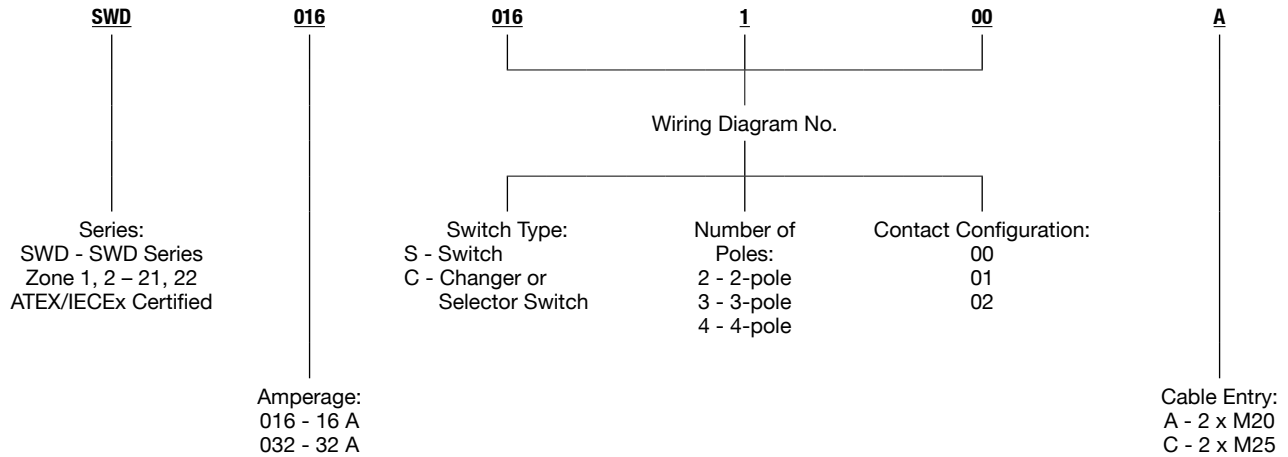 SWD 016 016 1 00 A
Wiring Diagram No.
Series:
SWD - SWD Series
Zone 1, 2 – 21, 22
ATEX/IECEx Certified
Switch Type:
S - Switch
C - Changer or
Selector Switch
Number of
Poles:
2 - 2-pole
3 - 3-pole
4 - 4-pole
Contact Configuration:
00
01
02
Amperage:
016 - 16 A
032 - 32 A
Cable Entry:
A - 2 x M20
C - 2 x M25